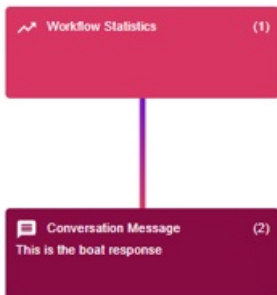 Workflow Statistics (1)
Conversation Message (2)
This is the boat response